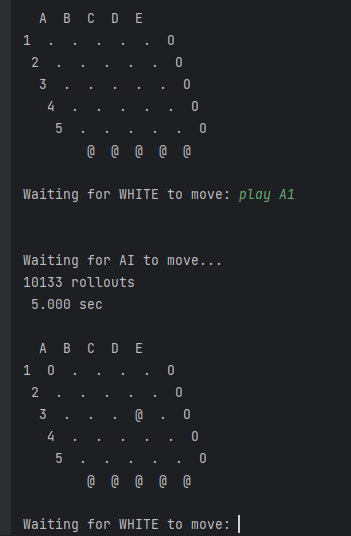 A  B  C  D  E
1  .  .  .  .  .  O
 2  .  .  .  .  .  O
  3  .  .  .  .  .  O
   4  .  .  .  .  .  O
    5  .  .  .  .  .  O
        @  @  @  @  @
Waiting for WHITE to move: play A1
Waiting for AI to move...
10133 rollouts
 5.000 sec
  A  B  C  D  E
1  O  .  .  .  .  O
 2  .  .  .  .  .  O
  3  .  .  .  @  .  O
   4  .  .  .  .  .  O
    5  .  .  .  .  .  O
        @  @  @  @  @
Waiting for WHITE to move: